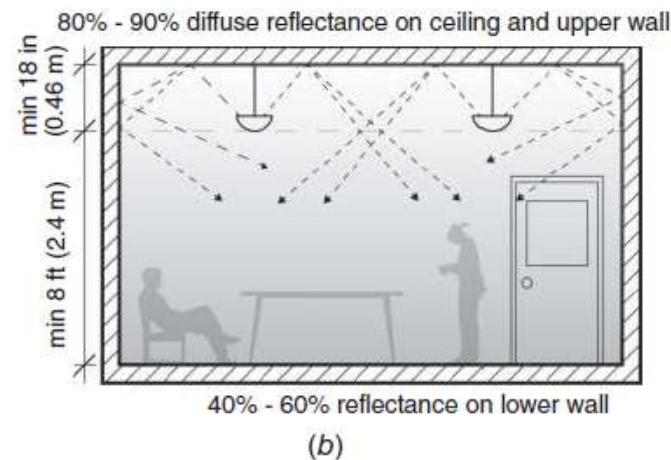 80% - 90% diffuse reflectance on ceiling and upper wall
min 18 in
(0.46 m)
min 8 ft (2.4 m)
40% - 60% reflectance on lower wall
(b)